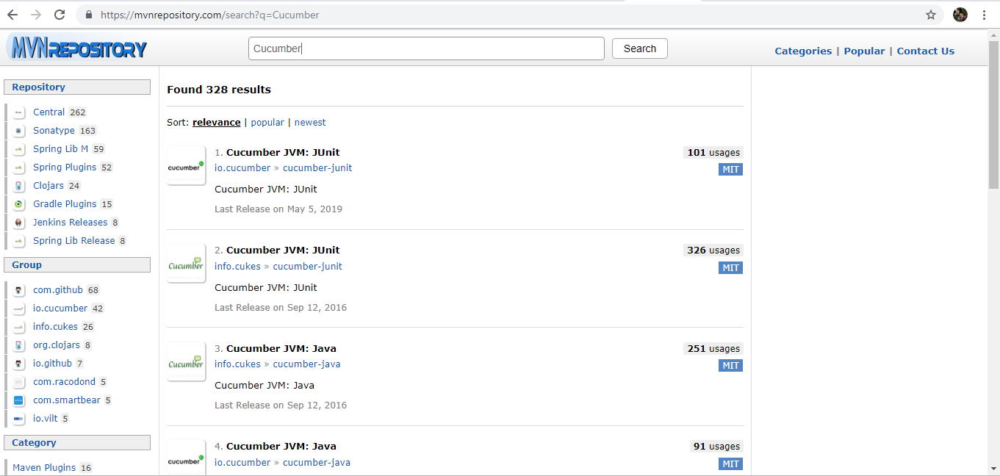 https://mvnrepository.com/search?q=Cucumber
MVNREPOSITORY
Cucumber
Search
Categories | Popular | Contact Us
Repository
Central 262
Sonatype 163
Spring Lib M 59
Spring Plugins 52
Clojars 24
Gradle Plugins 15
Jenkins Releases 8
Spring Lib Release 8
Group
com.github 68
io.cucumber 42
info.cukes 26
org.clojars 8
io.github 7
com.racodond 5
com.smartbear 5
io.vilt 5
Category
Maven Plugins 16
Found 328 results
Sort: relevance | popular | newest
cucumber
1. Cucumber JVM: JUnit
101 usages
io.cucumber » cucumber-junit
MIT
Cucumber JVM: JUnit
Last Release on May 5, 2019
Cucumber
2. Cucumber JVM: JUnit
326 usages
info.cukes » cucumber-junit
MIT
Cucumber JVM: JUnit
Last Release on Sep 12, 2016
Cucumber
3. Cucumber JVM: Java
251 usages
info.cukes » cucumber-java
MIT
Cucumber JVM: Java
Last Release on Sep 12, 2016
cucumber
4. Cucumber JVM: Java
91 usages
io.cucumber » cucumber-java
MIT